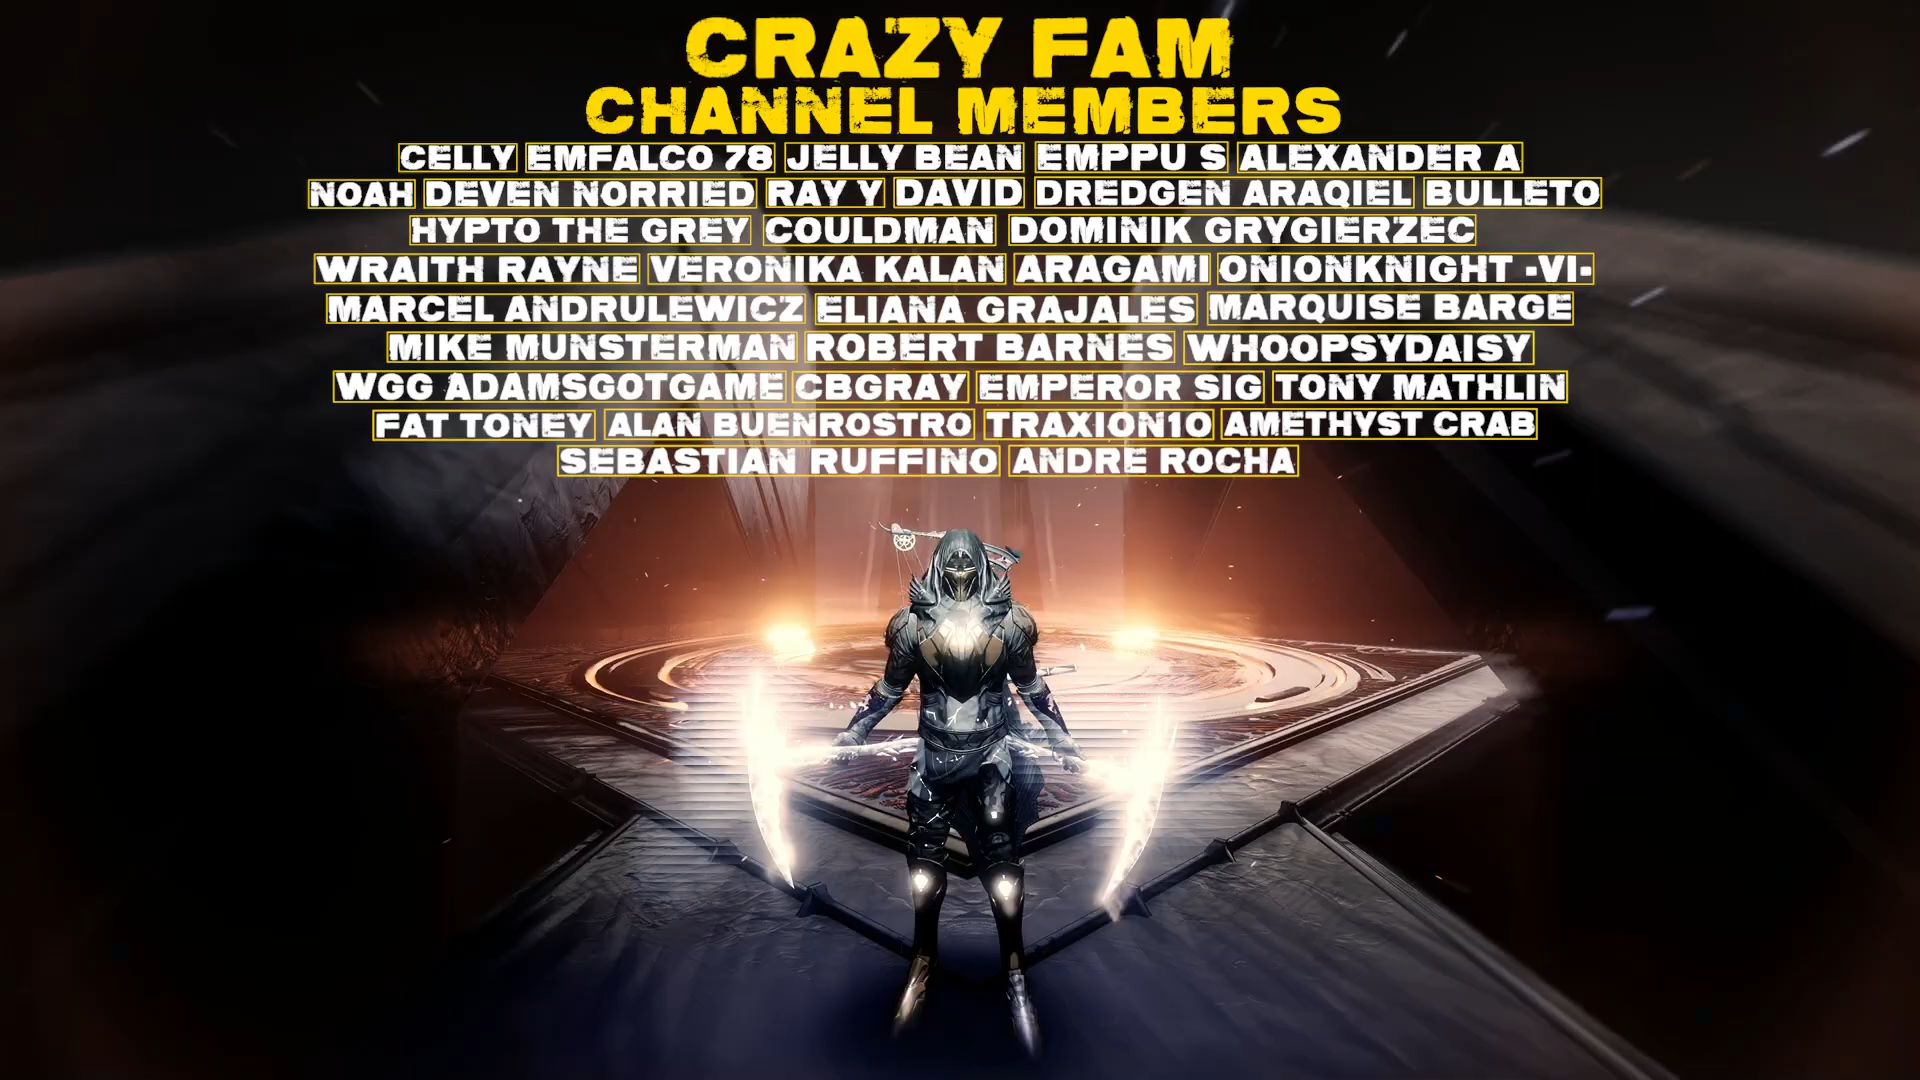 CRAZY FAM
CHANNEL MEMBERS
CELLY EMFALCO 78 JELLY BEAN EMPPU S ALEXANDER A
NOAH DEVEN NORRIED RAY Y DAVID DREDGEN ARAQIEL BULLETO
HYPTO THE GREY COULDMAN DOMINIK GRYGIERZEC
WRAITH RAYNE VERONIKA KALAN ARAGAMI ONIONKNIGHT -VI-
MARCEL ANDRULEWICZ ELIANA GRAJALES MARQUISE BARGE
MIKE MUNSTERMAN ROBERT BARNES WHOOPSYDAISY
WGG ADAMSGOTGAME CBGRAY EMPEROR SIG TONY MATHLIN
FAT TONEY ALAN BUENROSTRO TRAXION10 AMETHYST CRAB
SEBASTIAN RUFFINO ANDRE ROCHA